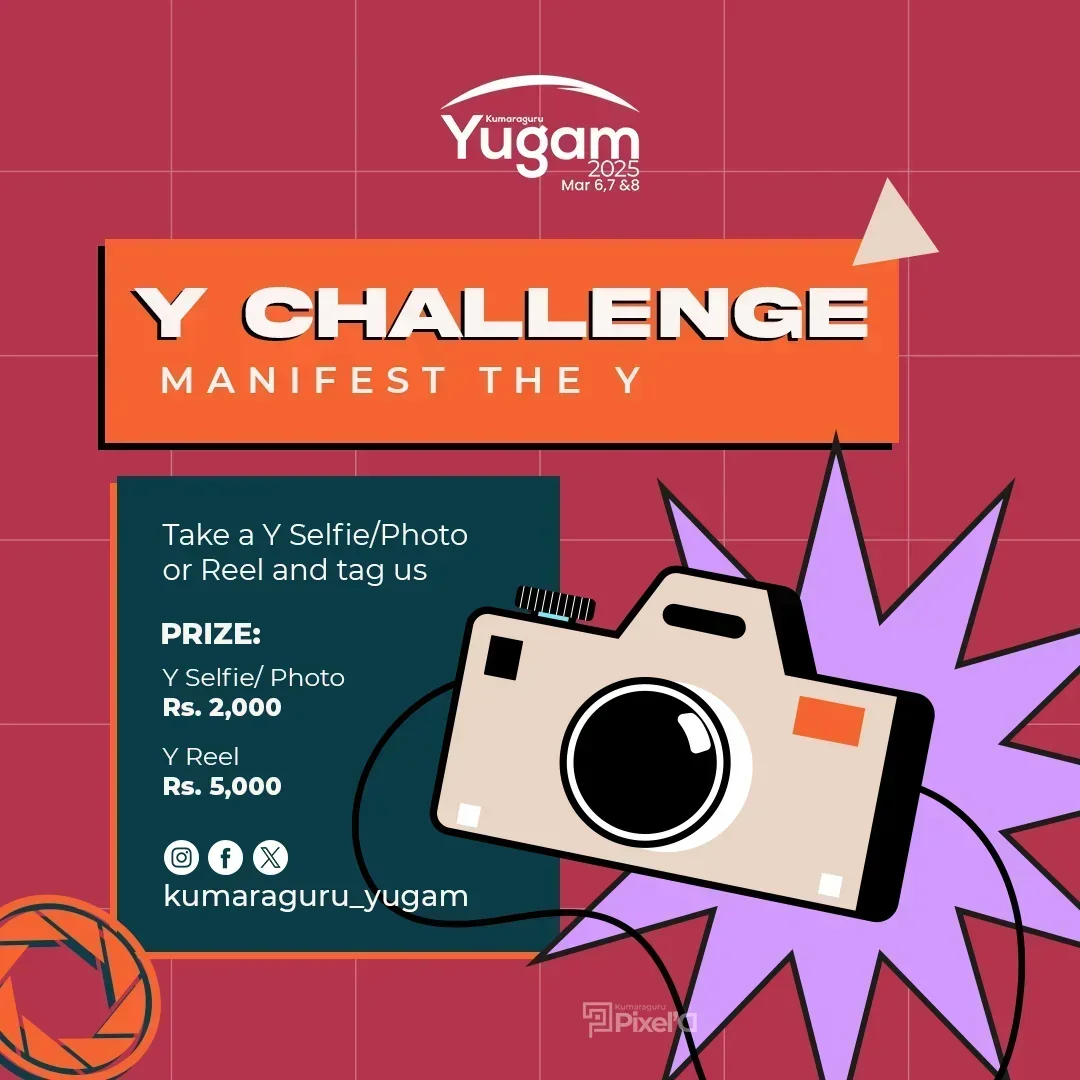 Kumaraguru
Yugam
2025
Mar 6,7 &8
Y CHALLENGE
MANIFEST THE Y
Take a Y Selfie/Photo
or Reel and tag us
PRIZE:
Y Selfie/ Photo
Rs. 2,000
Y Reel
Rs. 5,000
kumaraguru_yugam
Kumaraguru
Pixel'D